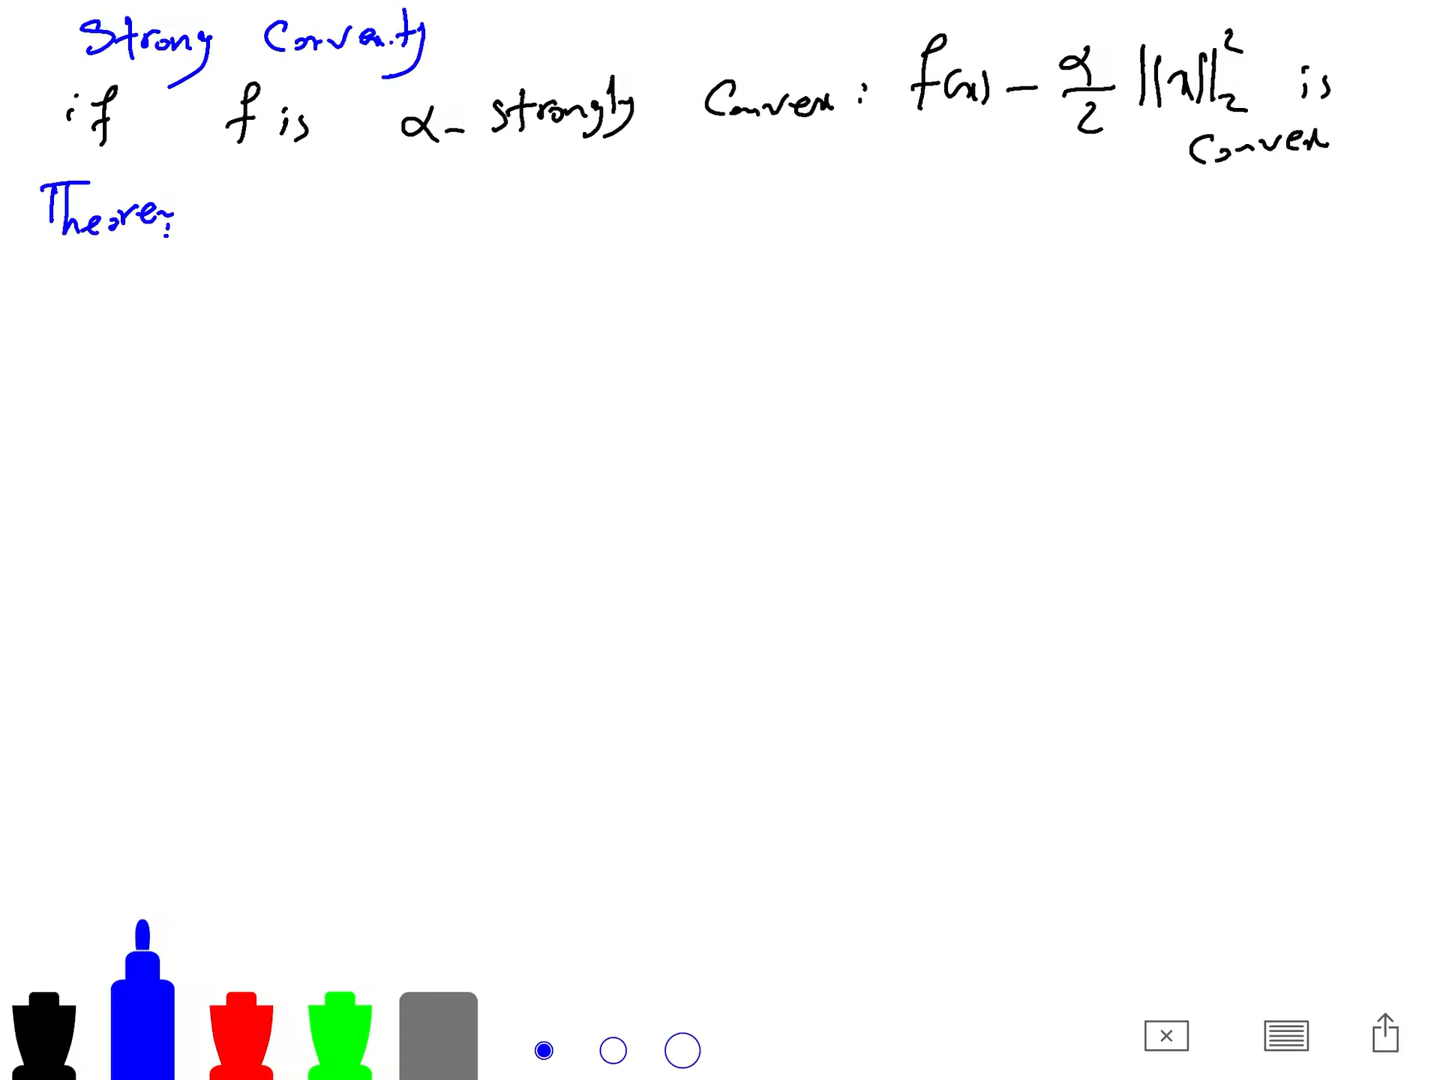 Strong Convexity
if f is α- strongly Convex : f(x) - α/2 ||x||₂² is
Convex
Theorem: